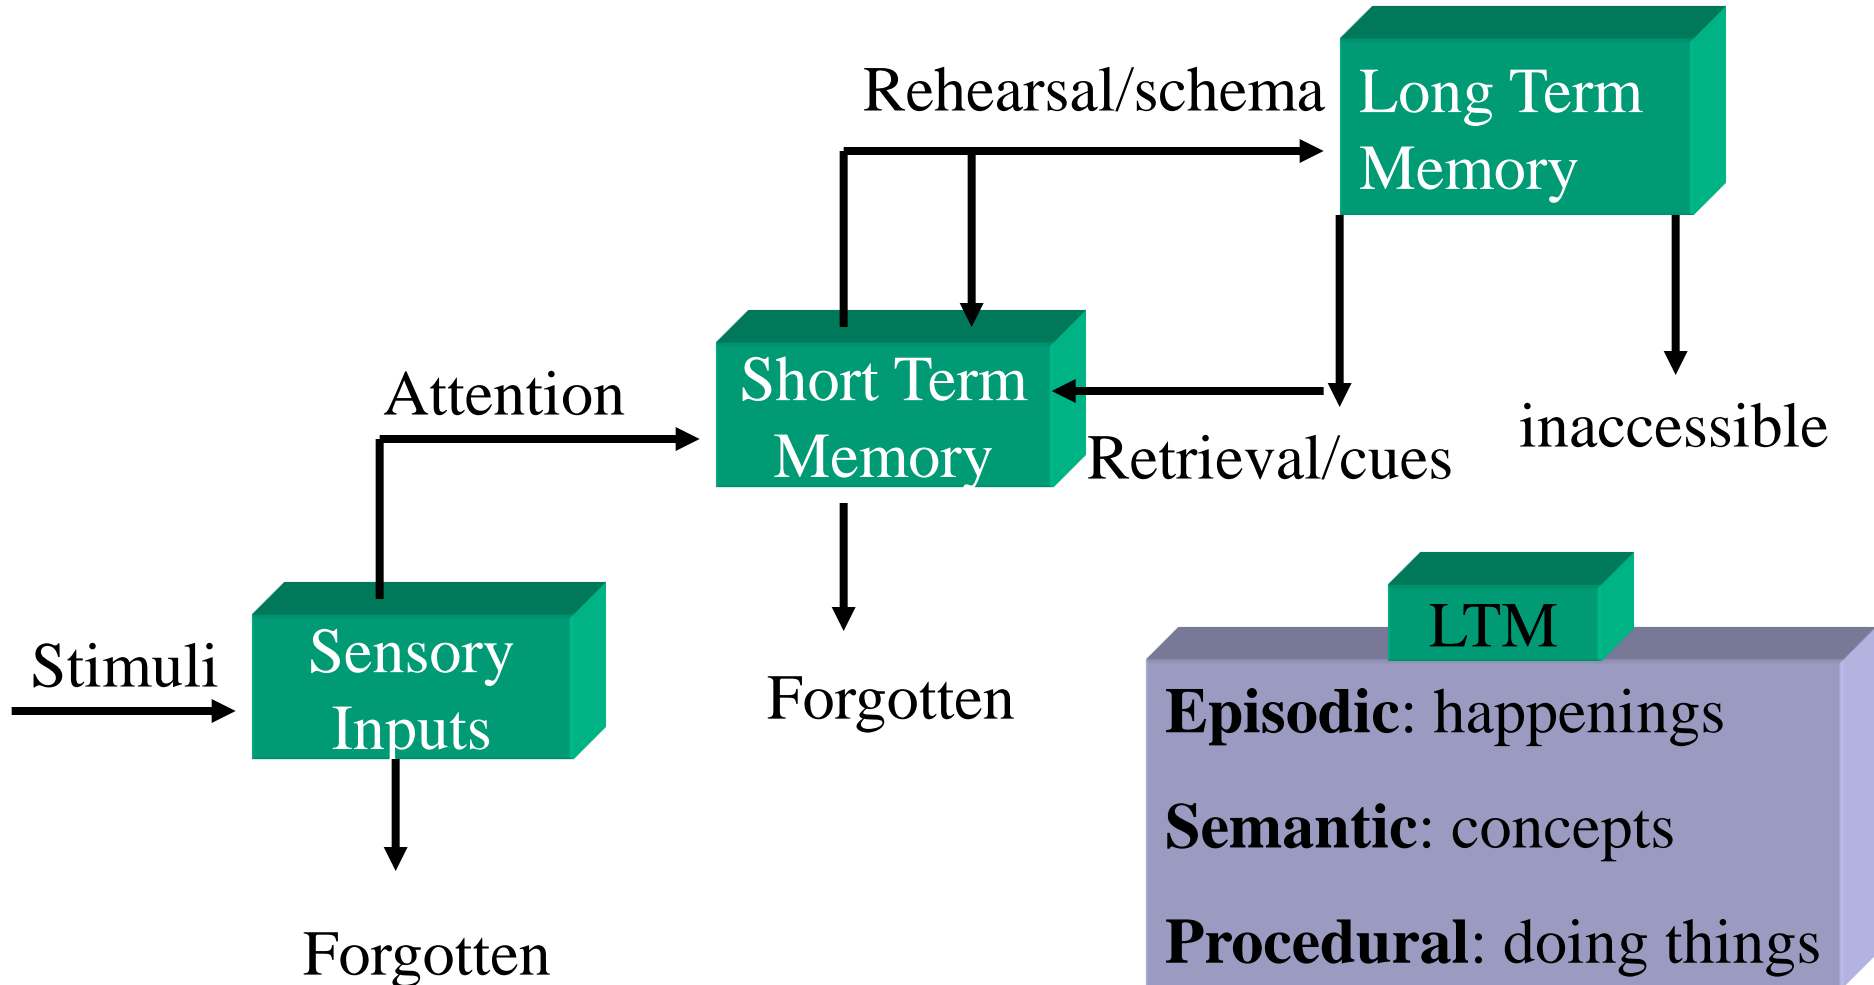 Rehearsal/schema
Long Term
Memory
Attention
Short Term
Memory
Retrieval/cues
inaccessible
Stimuli
Sensory
Inputs
Forgotten
Forgotten
LTM
Episodic: happenings
Semantic: concepts
Procedural: doing things